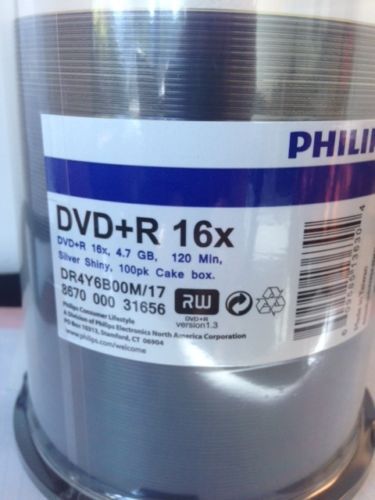 PHILIP
DVD+R 16x
DVD+R 16x, 4.7 GB, 120 Min,
Silver Shiny, 100pk Cake box.
DR4Y6B00M/17
8670 000 31656
RW
DVD+R
version1.3
Philips Consumer Lifestyle
A Division of Philips Electronics North America Corporation
PO Box 10313, Stamford, CT 06904
www.philips.com/welcome